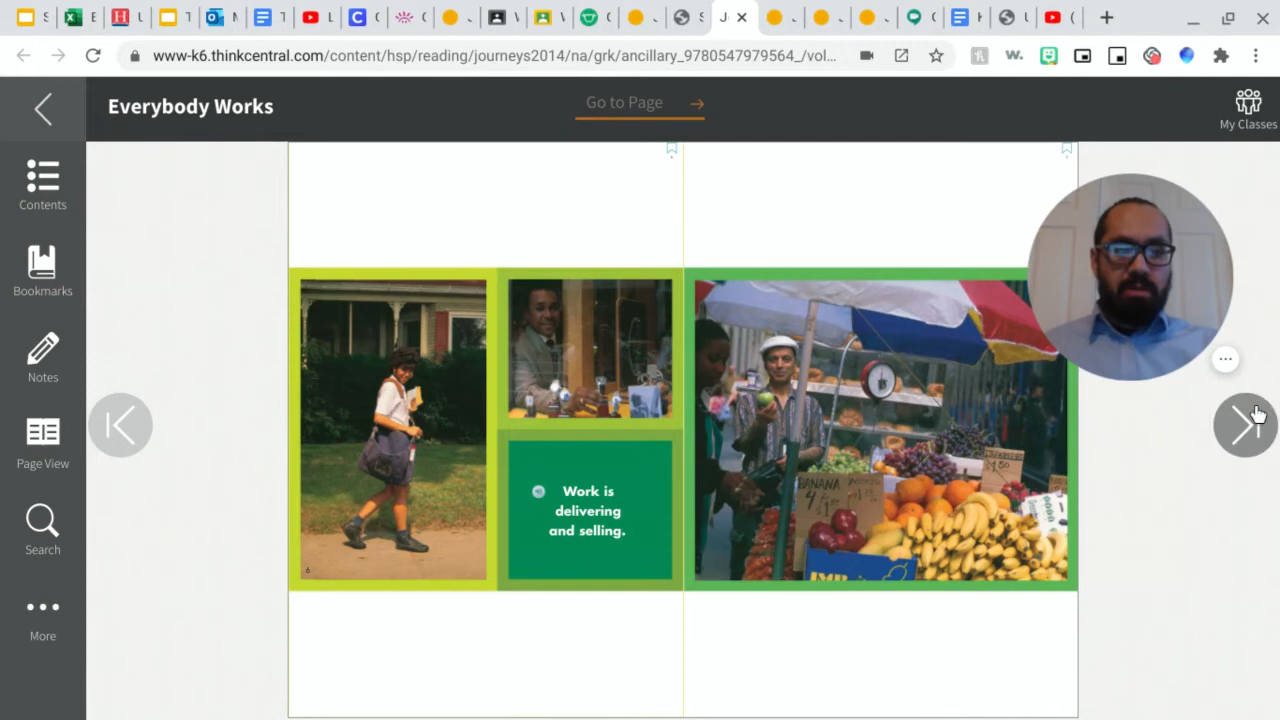 www-k6.thinkcentral.com/content/hsp/reading/journeys2014/na/grk/ancillary_9780547979564_/vol...
Everybody Works
Go to Page
My Classes
Contents
Bookmarks
Notes
Page View
Search
More
Work is
delivering
and selling.
6
BANANA